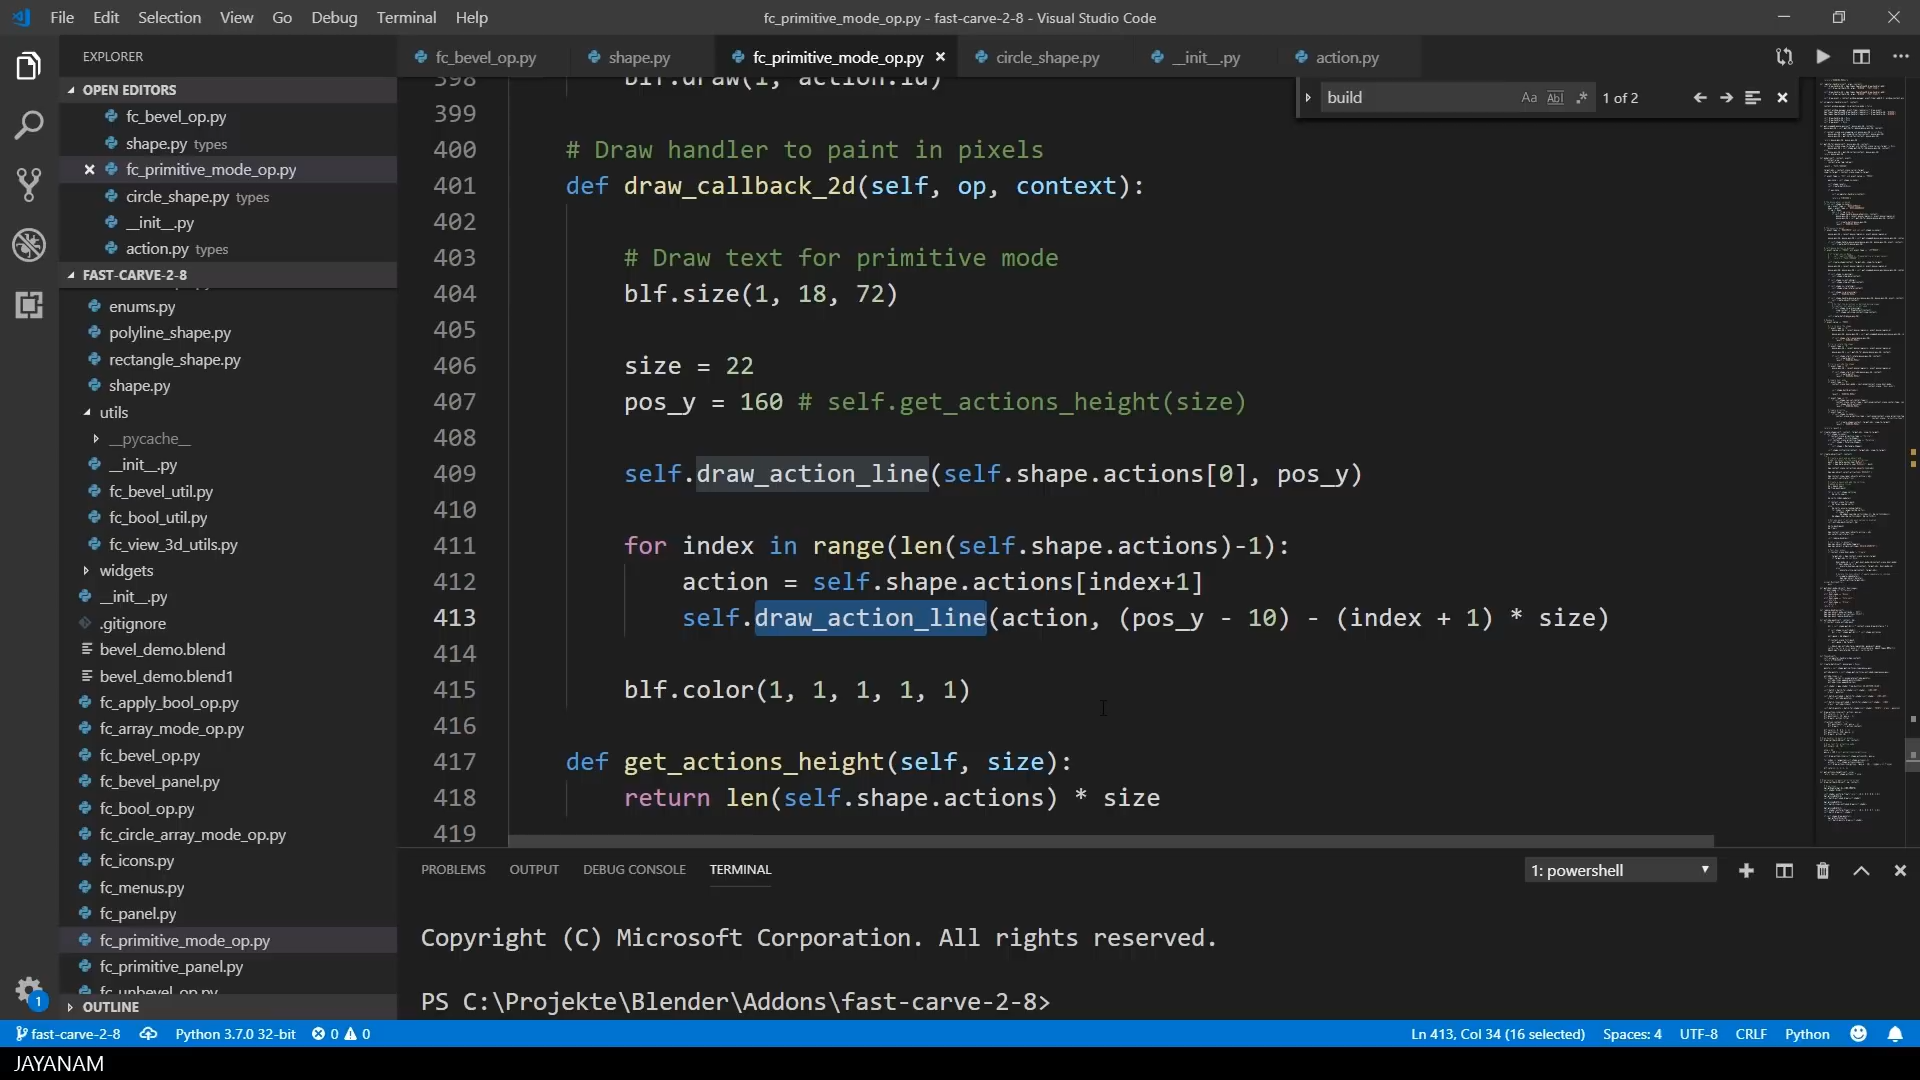 File Edit Selection View Go Debug Terminal Help
fc_primitive_mode_op.py - fast-carve-2-8 - Visual Studio Code
EXPLORER
fc_bevel_op.py shape.py fc_primitive_mode_op.py circle_shape.py __init__.py action.py
OPEN EDITORS
fc_bevel_op.py
shape.py types
fc_primitive_mode_op.py
circle_shape.py types
__init__.py
action.py types
FAST-CARVE-2-8
enums.py
polyline_shape.py
rectangle_shape.py
shape.py
utils
__pycache__
__init__.py
fc_bevel_util.py
fc_bool_util.py
fc_view_3d_utils.py
widgets
__init__.py
.gitignore
bevel_demo.blend
bevel_demo.blend1
fc_apply_bool_op.py
fc_array_mode_op.py
fc_bevel_op.py
fc_bevel_panel.py
fc_bool_op.py
fc_circle_array_mode_op.py
fc_icons.py
fc_menus.py
fc_panel.py
fc_primitive_mode_op.py
fc_primitive_panel.py
fc_unbevel_op.py
OUTLINE
build Aa Abl .* 1 of 2
398 blf.draw(1, action.id)
399
400 # Draw handler to paint in pixels
401 def draw_callback_2d(self, op, context):
402
403 # Draw text for primitive mode
404 blf.size(1, 18, 72)
405
406 size = 22
407 pos_y = 160 # self.get_actions_height(size)
408
409 self.draw_action_line(self.shape.actions[0], pos_y)
410
411 for index in range(len(self.shape.actions)-1):
412 action = self.shape.actions[index+1]
413 self.draw_action_line(action, (pos_y - 10) - (index + 1) * size)
414
415 blf.color(1, 1, 1, 1, 1)
416
417 def get_actions_height(self, size):
418 return len(self.shape.actions) * size
419
PROBLEMS OUTPUT DEBUG CONSOLE TERMINAL 1: powershell
Copyright (C) Microsoft Corporation. All rights reserved.
PS C:\Projekte\Blender\Addons\fast-carve-2-8>
1
fast-carve-2-8 Python 3.7.0 32-bit 0 0 Ln 413, Col 34 (16 selected) Spaces: 4 UTF-8 CRLF Python
JAYANAM